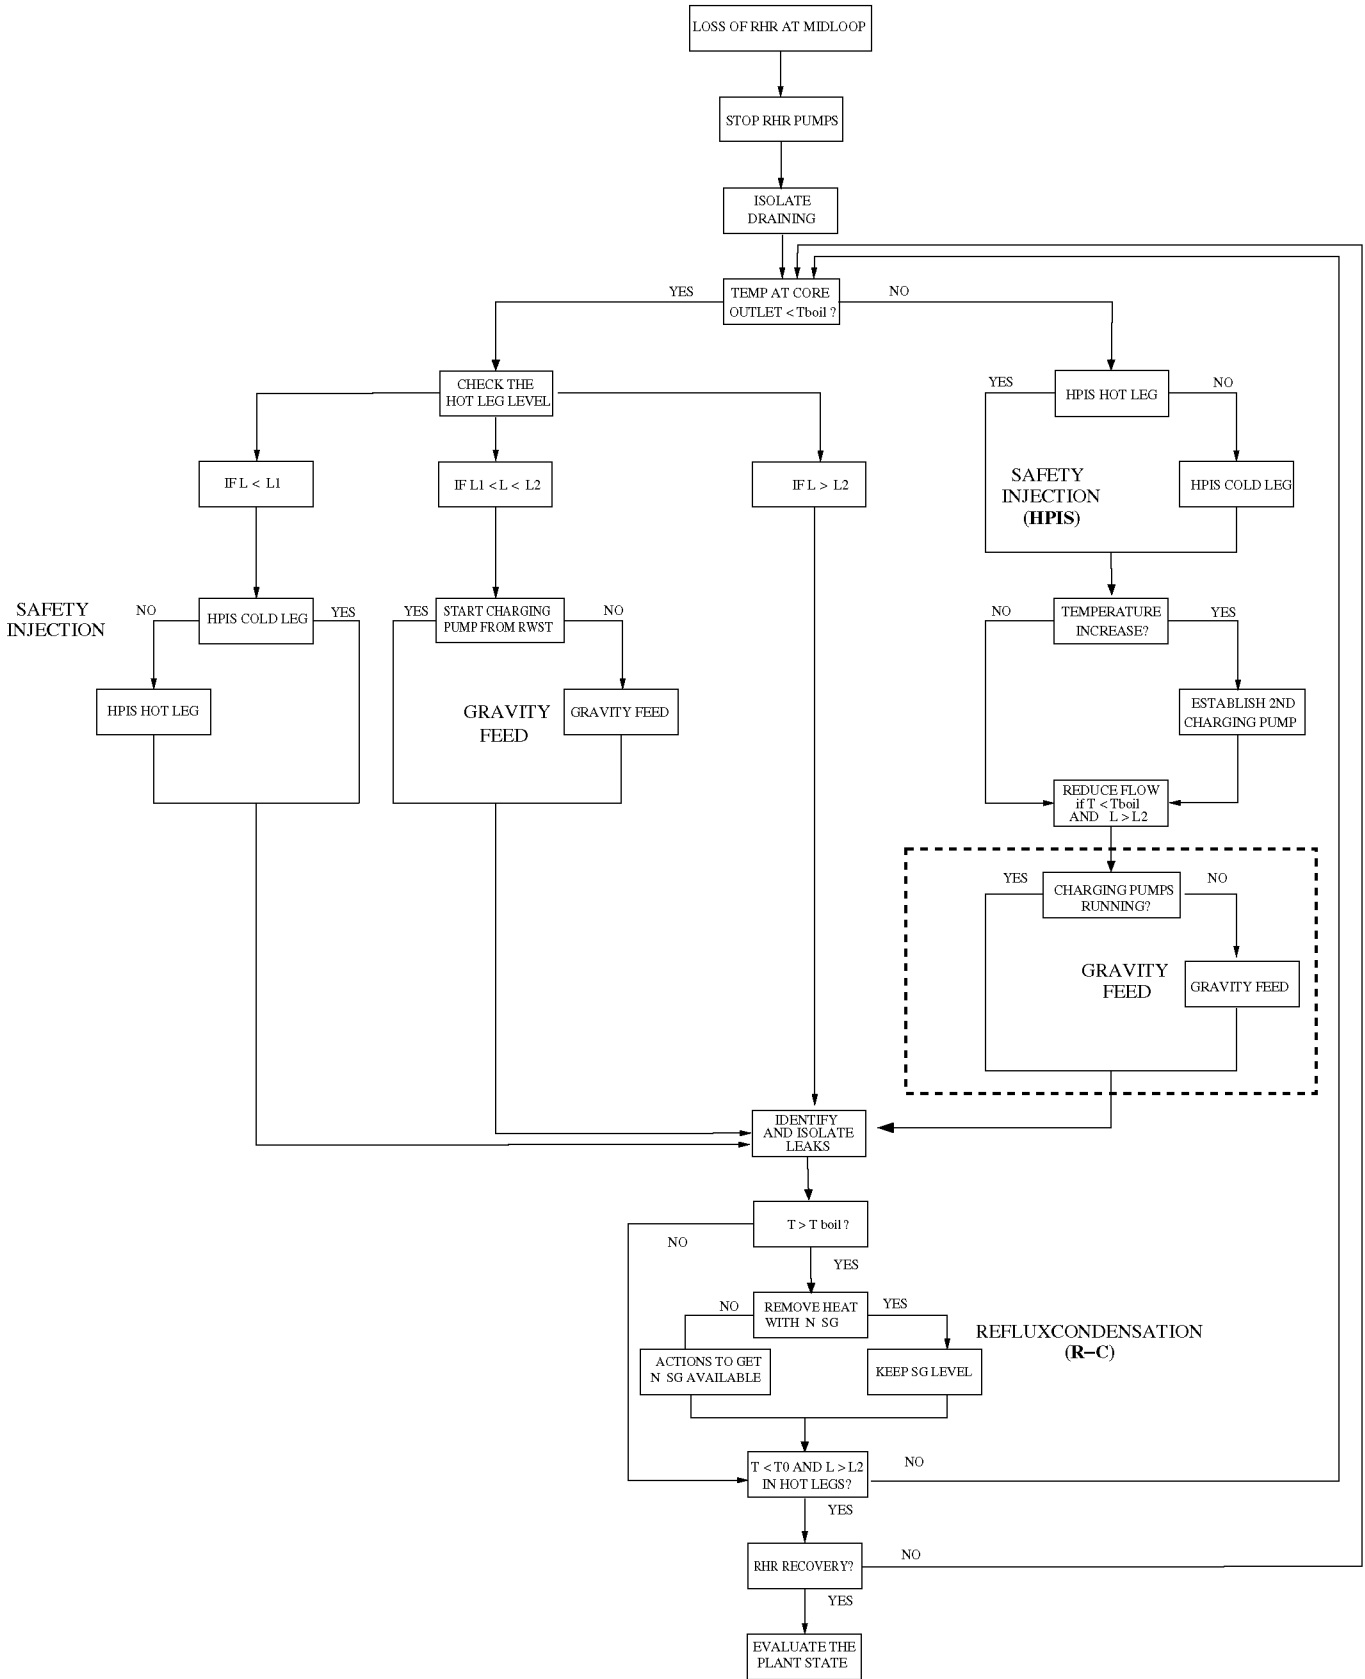 LOSS OF RHR AT MIDLOOP
STOP RHR PUMPS
ISOLATE
DRAINING
YES
TEMP AT CORE
OUTLET < Tboil ?
NO
CHECK THE
HOT LEG LEVEL
YES
HPIS HOT LEG
NO
IF L < L1
IF L1 < L < L2
IF L > L2
SAFETY
INJECTION
(HPIS)
HPIS COLD LEG
SAFETY
INJECTION
NO
HPIS COLD LEG
YES
YES
START CHARGING
PUMP FROM RWST
NO
NO
TEMPERATURE
INCREASE?
YES
HPIS HOT LEG
GRAVITY
FEED
GRAVITY FEED
ESTABLISH 2ND
CHARGING PUMP
REDUCE FLOW
if T < Tboil
AND L > L2
YES
CHARGING PUMPS
RUNNING?
NO
GRAVITY
FEED
GRAVITY FEED
IDENTIFY
AND ISOLATE
LEAKS
T > T boil ?
NO
YES
NO
REMOVE HEAT
WITH N SG
YES
REFLUXCONDENSATION
(R−C)
ACTIONS TO GET
N SG AVAILABLE
KEEP SG LEVEL
T < T0 AND L > L2
IN HOT LEGS?
NO
YES
RHR RECOVERY?
NO
YES
EVALUATE THE
PLANT STATE